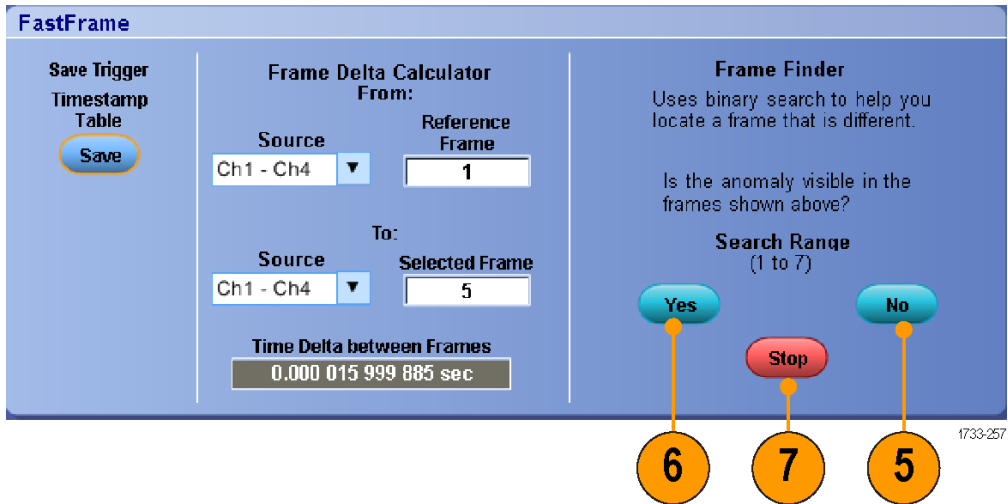 FastFrame
Save Trigger
Timestamp
Table
Save
Frame Delta Calculator
From:
Source
Reference
Frame
Ch1 - Ch4
1
To:
Source
Selected Frame
Ch1 - Ch4
5
Time Delta between Frames
0.000 015 999 885 sec
Frame Finder
Uses binary search to help you
locate a frame that is different.
Is the anomaly visible in the
frames shown above?
Search Range
(1 to 7)
Yes
No
Stop
1733-257
6
7
5